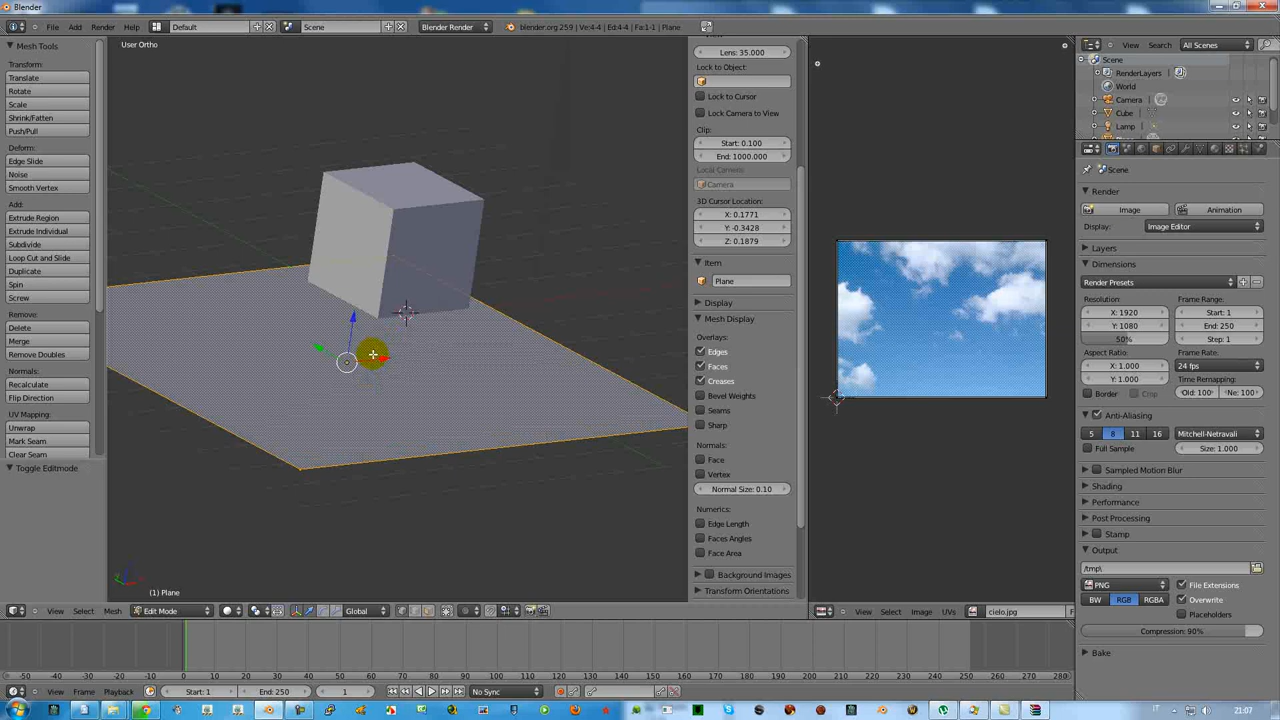 Blender
File
Add
Render
Help
Default
Scene
Blender Render
blender.org 259 | Ve:4-4 | Ed:4-4 | Fa:1-1 | Plane
Mesh Tools
Transform:
Translate
Rotate
Scale
Shrink/Fatten
Push/Pull
Deform:
Edge Slide
Noise
Smooth Vertex
Add:
Extrude Region
Extrude Individual
Subdivide
Loop Cut and Slide
Duplicate
Spin
Screw
Remove:
Delete
Merge
Remove Doubles
Normals:
Recalculate
Flip Direction
UV Mapping:
Unwrap
Mark Seam
Clear Seam
Toggle Editmode
User Ortho
(1) Plane
View
Select
Mesh
Edit Mode
Global
Lens: 35.000
Lock to Object:
Lock to Cursor
Lock Camera to View
Clip:
Start: 0.100
End: 1000.000
Local Camera:
Camera
3D Cursor Location:
X: 0.1771
Y: -0.3428
Z: 0.1879
Item
Plane
Display
Mesh Display
Overlays:
Edges
Faces
Creases
Bevel Weights
Seams
Sharp
Normals:
Face
Vertex
Normal Size: 0.10
Numerics:
Edge Length
Faces Angles
Face Area
Background Images
Transform Orientations
View
Select
Image
UVs
cielo.jpg
F
View
Search
All Scenes
Scene
RenderLayers
World
Camera
Cube
Lamp
Scene
Render
Image
Animation
Display:
Image Editor
Layers
Dimensions
Render Presets
Resolution:
Frame Range:
X: 1920
Start: 1
Y: 1080
End: 250
50%
Step: 1
Aspect Ratio:
Frame Rate:
X: 1.000
24 fps
Y: 1.000
Time Remapping:
Border
Crop
Old: 100
Ne: 100
Anti-Aliasing
5
8
11
16
Mitchell-Netravali
Full Sample
Size: 1.000
Sampled Motion Blur
Shading
Performance
Post Processing
Stamp
Output
/tmp\
PNG
File Extensions
BW
RGB
RGBA
Overwrite
Placeholders
Compression: 90%
Bake
-50 -40 -30 -20 -10 0 10 20 30 40 50 60 70 80 90 100 110 120 130 140 150 160 170 180 190 200 210 220 230 240 250 260 270 280
View
Frame
Playback
Start: 1
End: 250
1
No Sync
IT
21:07